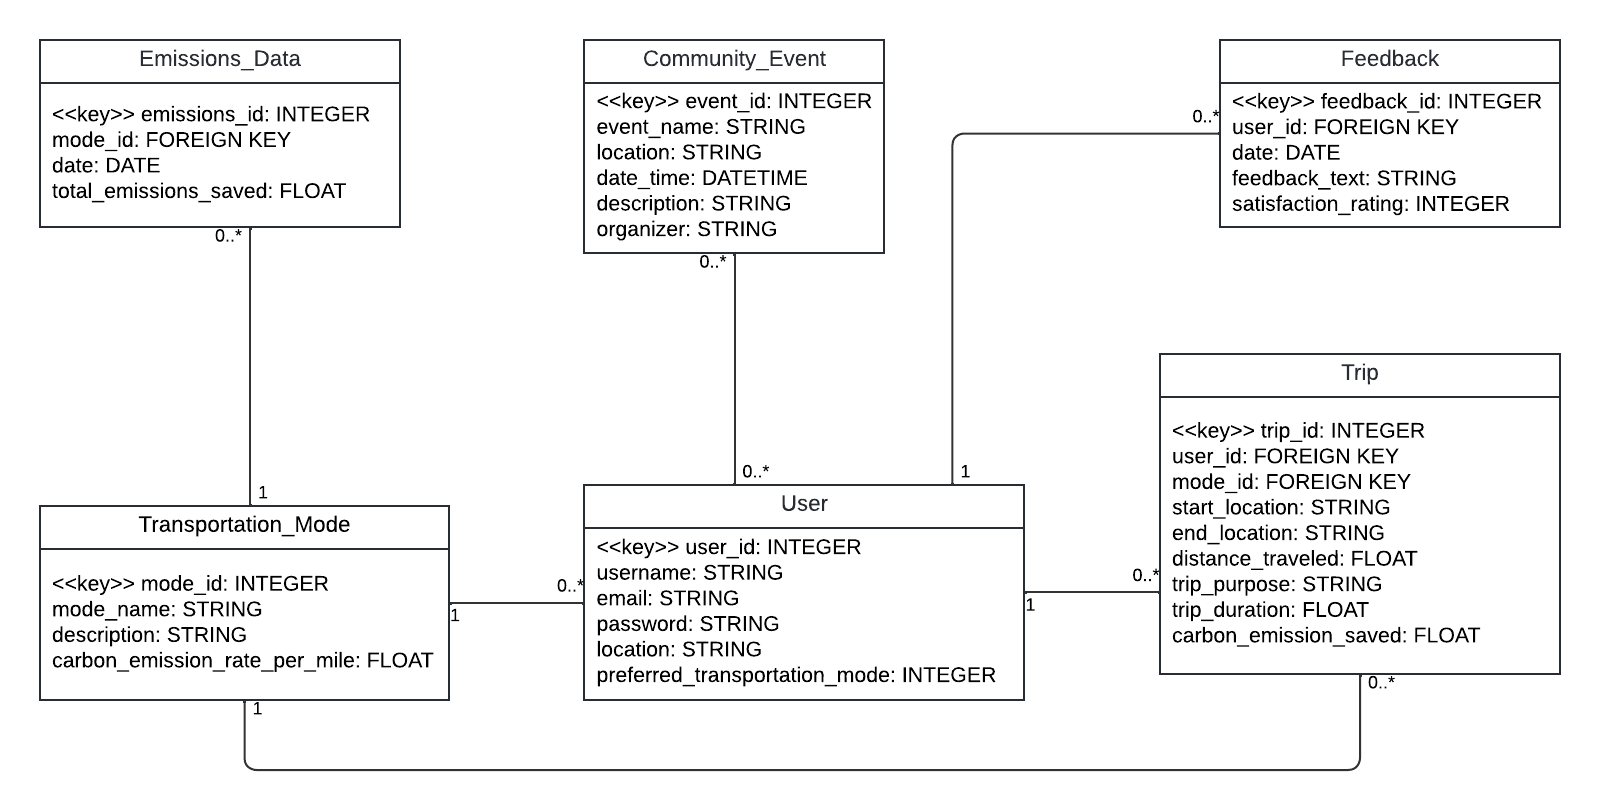 Emissions_Data
<<key>> emissions_id: INTEGER
mode_id: FOREIGN KEY
date: DATE
total_emissions_saved: FLOAT
0..*
Community_Event
<<key>> event_id: INTEGER
event_name: STRING
location: STRING
date_time: DATETIME
description: STRING
organizer: STRING
0..*
Feedback
<<key>> feedback_id: INTEGER
user_id: FOREIGN KEY
date: DATE
feedback_text: STRING
satisfaction_rating: INTEGER
0..*
1
Transportation_Mode
<<key>> mode_id: INTEGER
mode_name: STRING
description: STRING
carbon_emission_rate_per_mile: FLOAT
1
1
0..*
0..*
1
User
<<key>> user_id: INTEGER
username: STRING
email: STRING
password: STRING
location: STRING
preferred_transportation_mode: INTEGER
1
0..*
Trip
<<key>> trip_id: INTEGER
user_id: FOREIGN KEY
mode_id: FOREIGN KEY
start_location: STRING
end_location: STRING
distance_traveled: FLOAT
trip_purpose: STRING
trip_duration: FLOAT
carbon_emission_saved: FLOAT
0..*